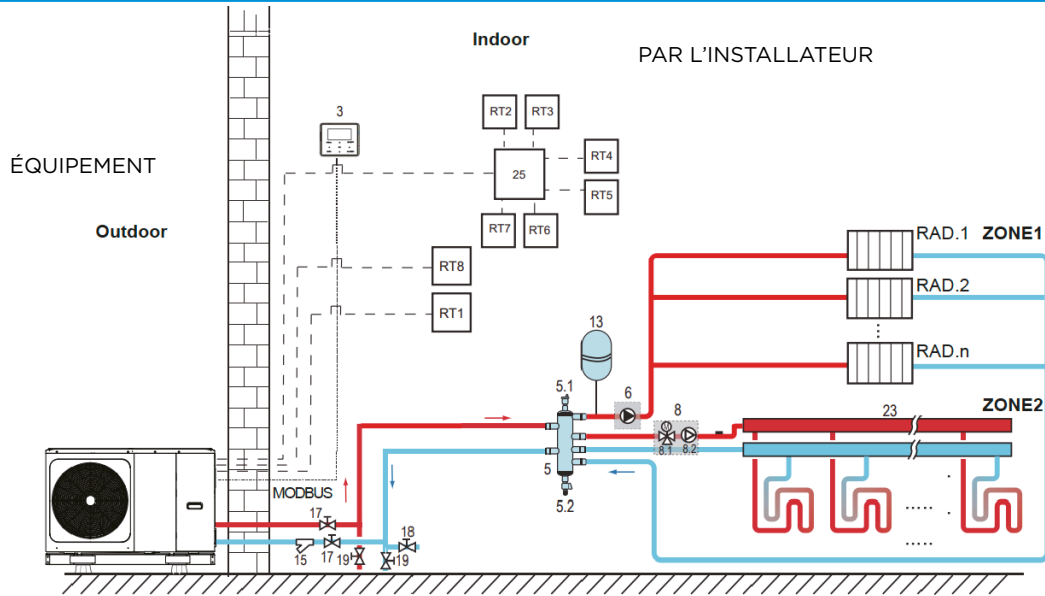 Indoor
PAR L'INSTALLATEUR
3
RT2
RT3
ÉQUIPEMENT
25
RT4
RT5
RT7
RT6
Outdoor
RAD.1 ZONE1
RT8
RAD.2
RT1
13
RAD.n
5.1
6
8
23
ZONE2
8.1
8.2
5
MODBUS
5.2
17
18
15
17
19
19